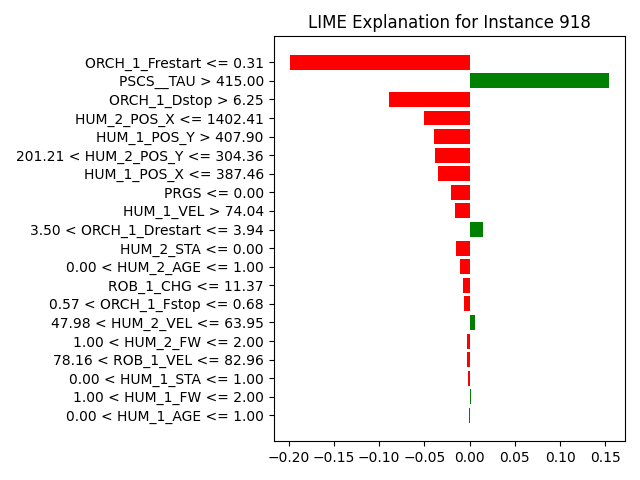 LIME Explanation for Instance 918
ORCH_1_Frestart <= 0.31
PSCS__TAU > 415.00
ORCH_1_Dstop > 6.25
HUM_2_POS_X <= 1402.41
HUM_1_POS_Y > 407.90
201.21 < HUM_2_POS_Y <= 304.36
HUM_1_POS_X <= 387.46
PRGS <= 0.00
HUM_1_VEL > 74.04
3.50 < ORCH_1_Drestart <= 3.94
HUM_2_STA <= 0.00
0.00 < HUM_2_AGE <= 1.00
ROB_1_CHG <= 11.37
0.57 < ORCH_1_Fstop <= 0.68
47.98 < HUM_2_VEL <= 63.95
1.00 < HUM_2_FW <= 2.00
78.16 < ROB_1_VEL <= 82.96
0.00 < HUM_1_STA <= 1.00
1.00 < HUM_1_FW <= 2.00
0.00 < HUM_1_AGE <= 1.00
−0.20 −0.15 −0.10 −0.05 0.00 0.05 0.10 0.15